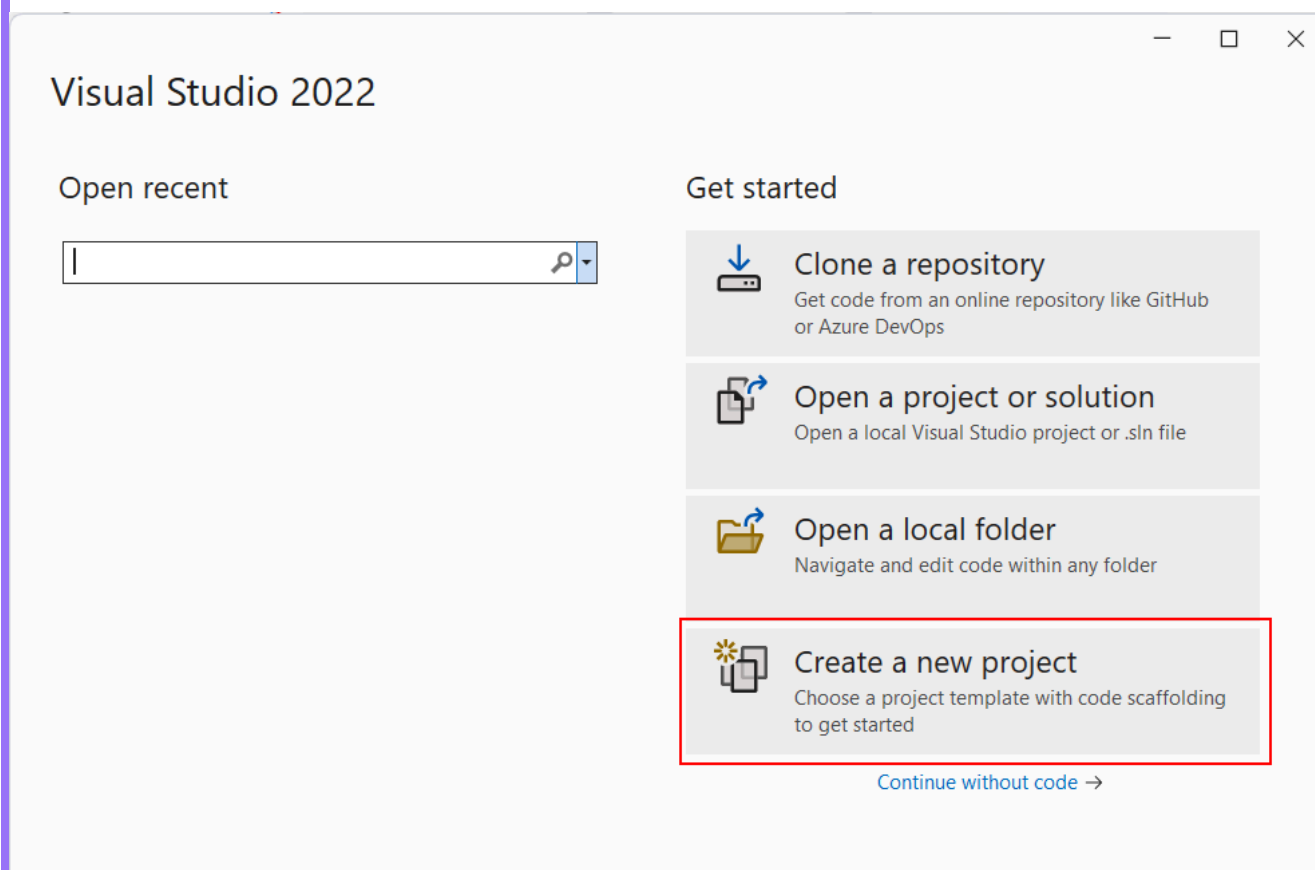 Visual Studio 2022
Open recent
Get started
Clone a repository
Get code from an online repository like GitHub
or Azure DevOps
Open a project or solution
Open a local Visual Studio project or .sln file
Open a local folder
Navigate and edit code within any folder
Create a new project
Choose a project template with code scaffolding
to get started
Continue without code →